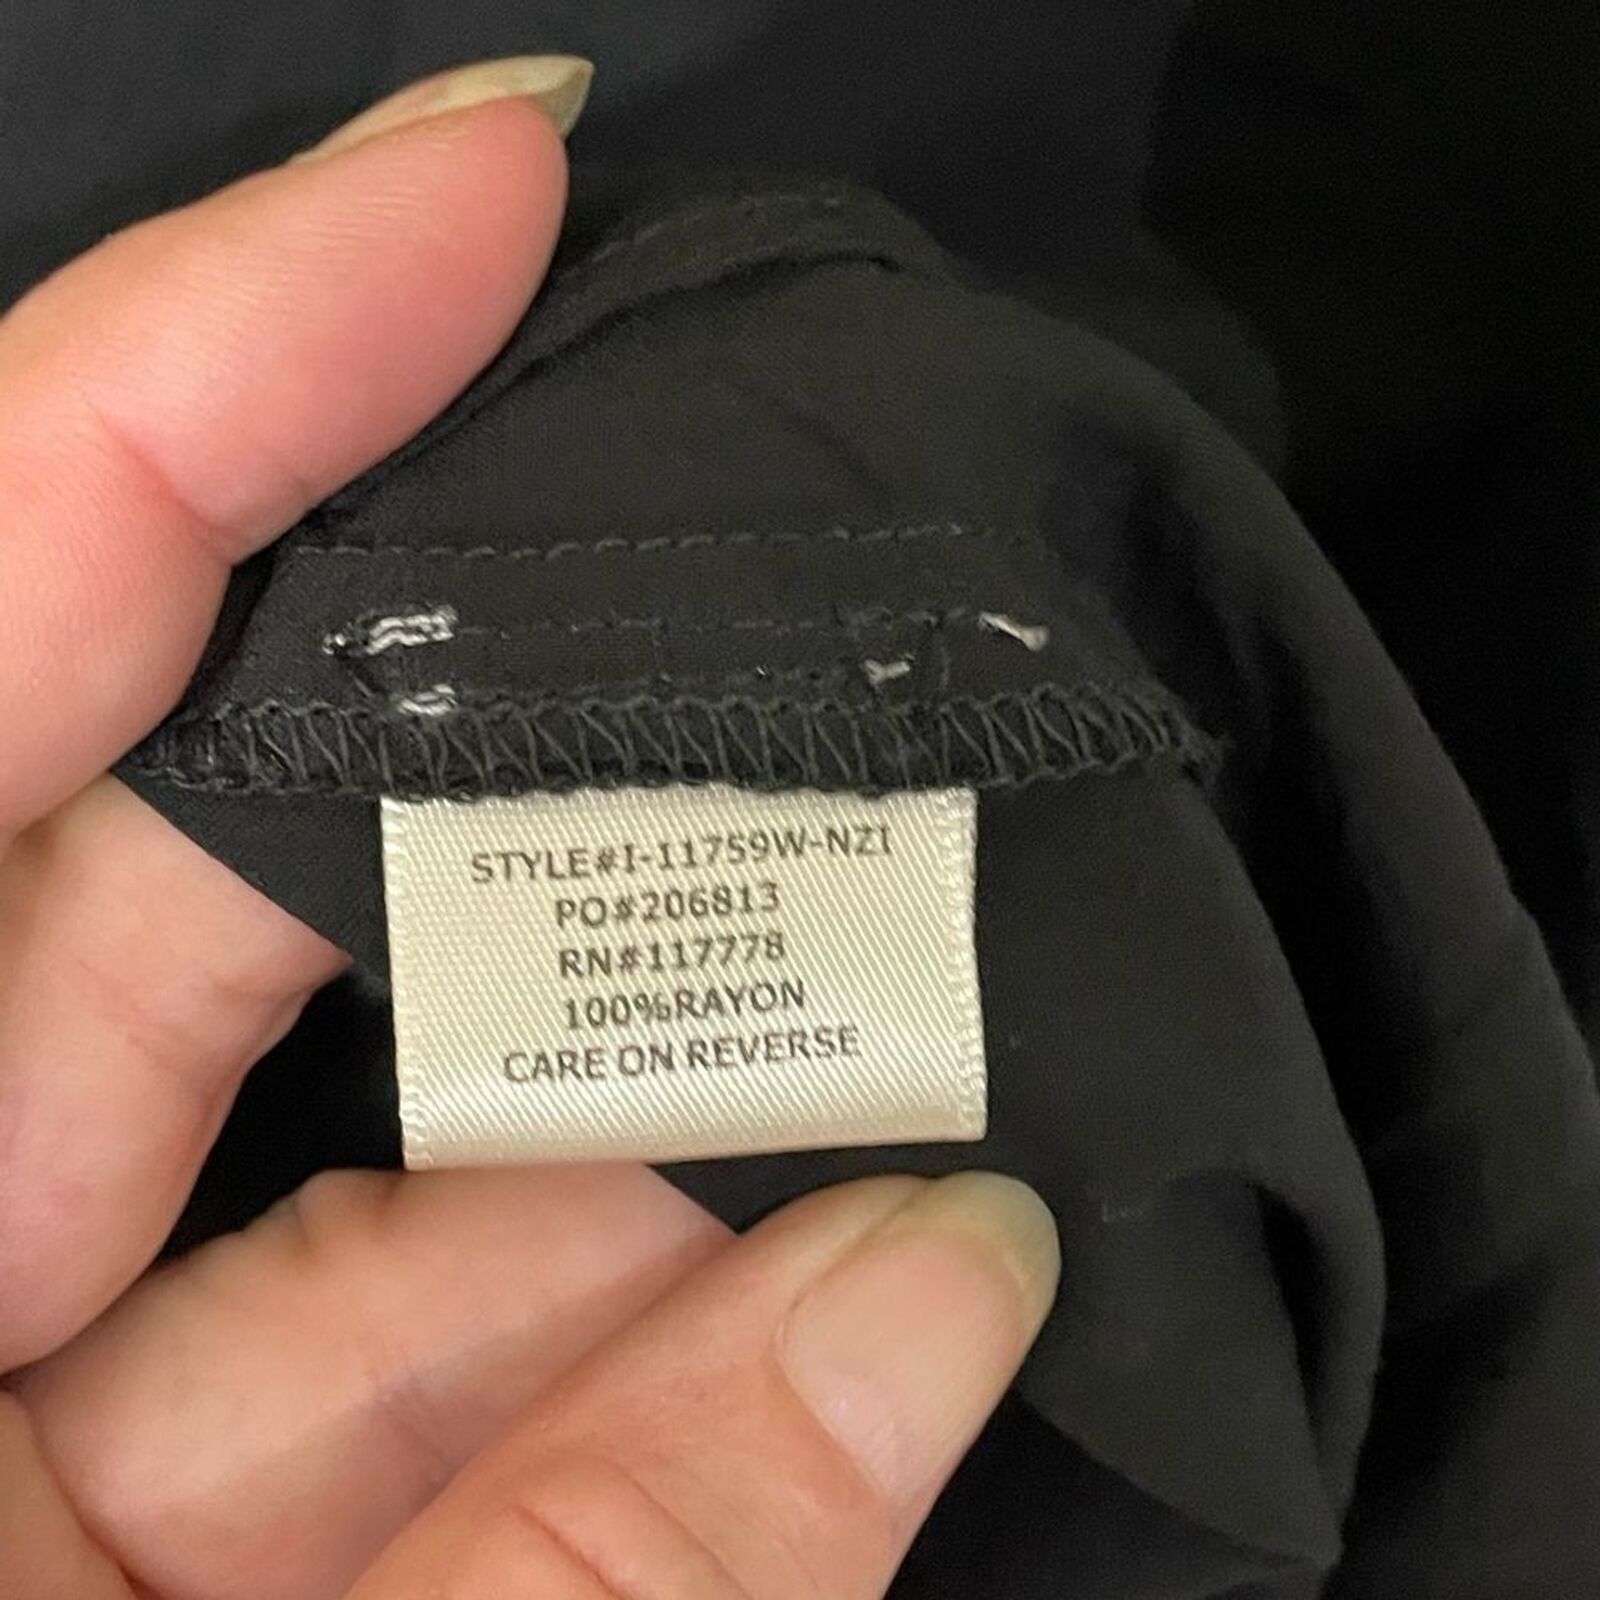 STYLE#I-11759W-NZI
PO#206813
RN#117778
100%RAYON
CARE ON REVERSE